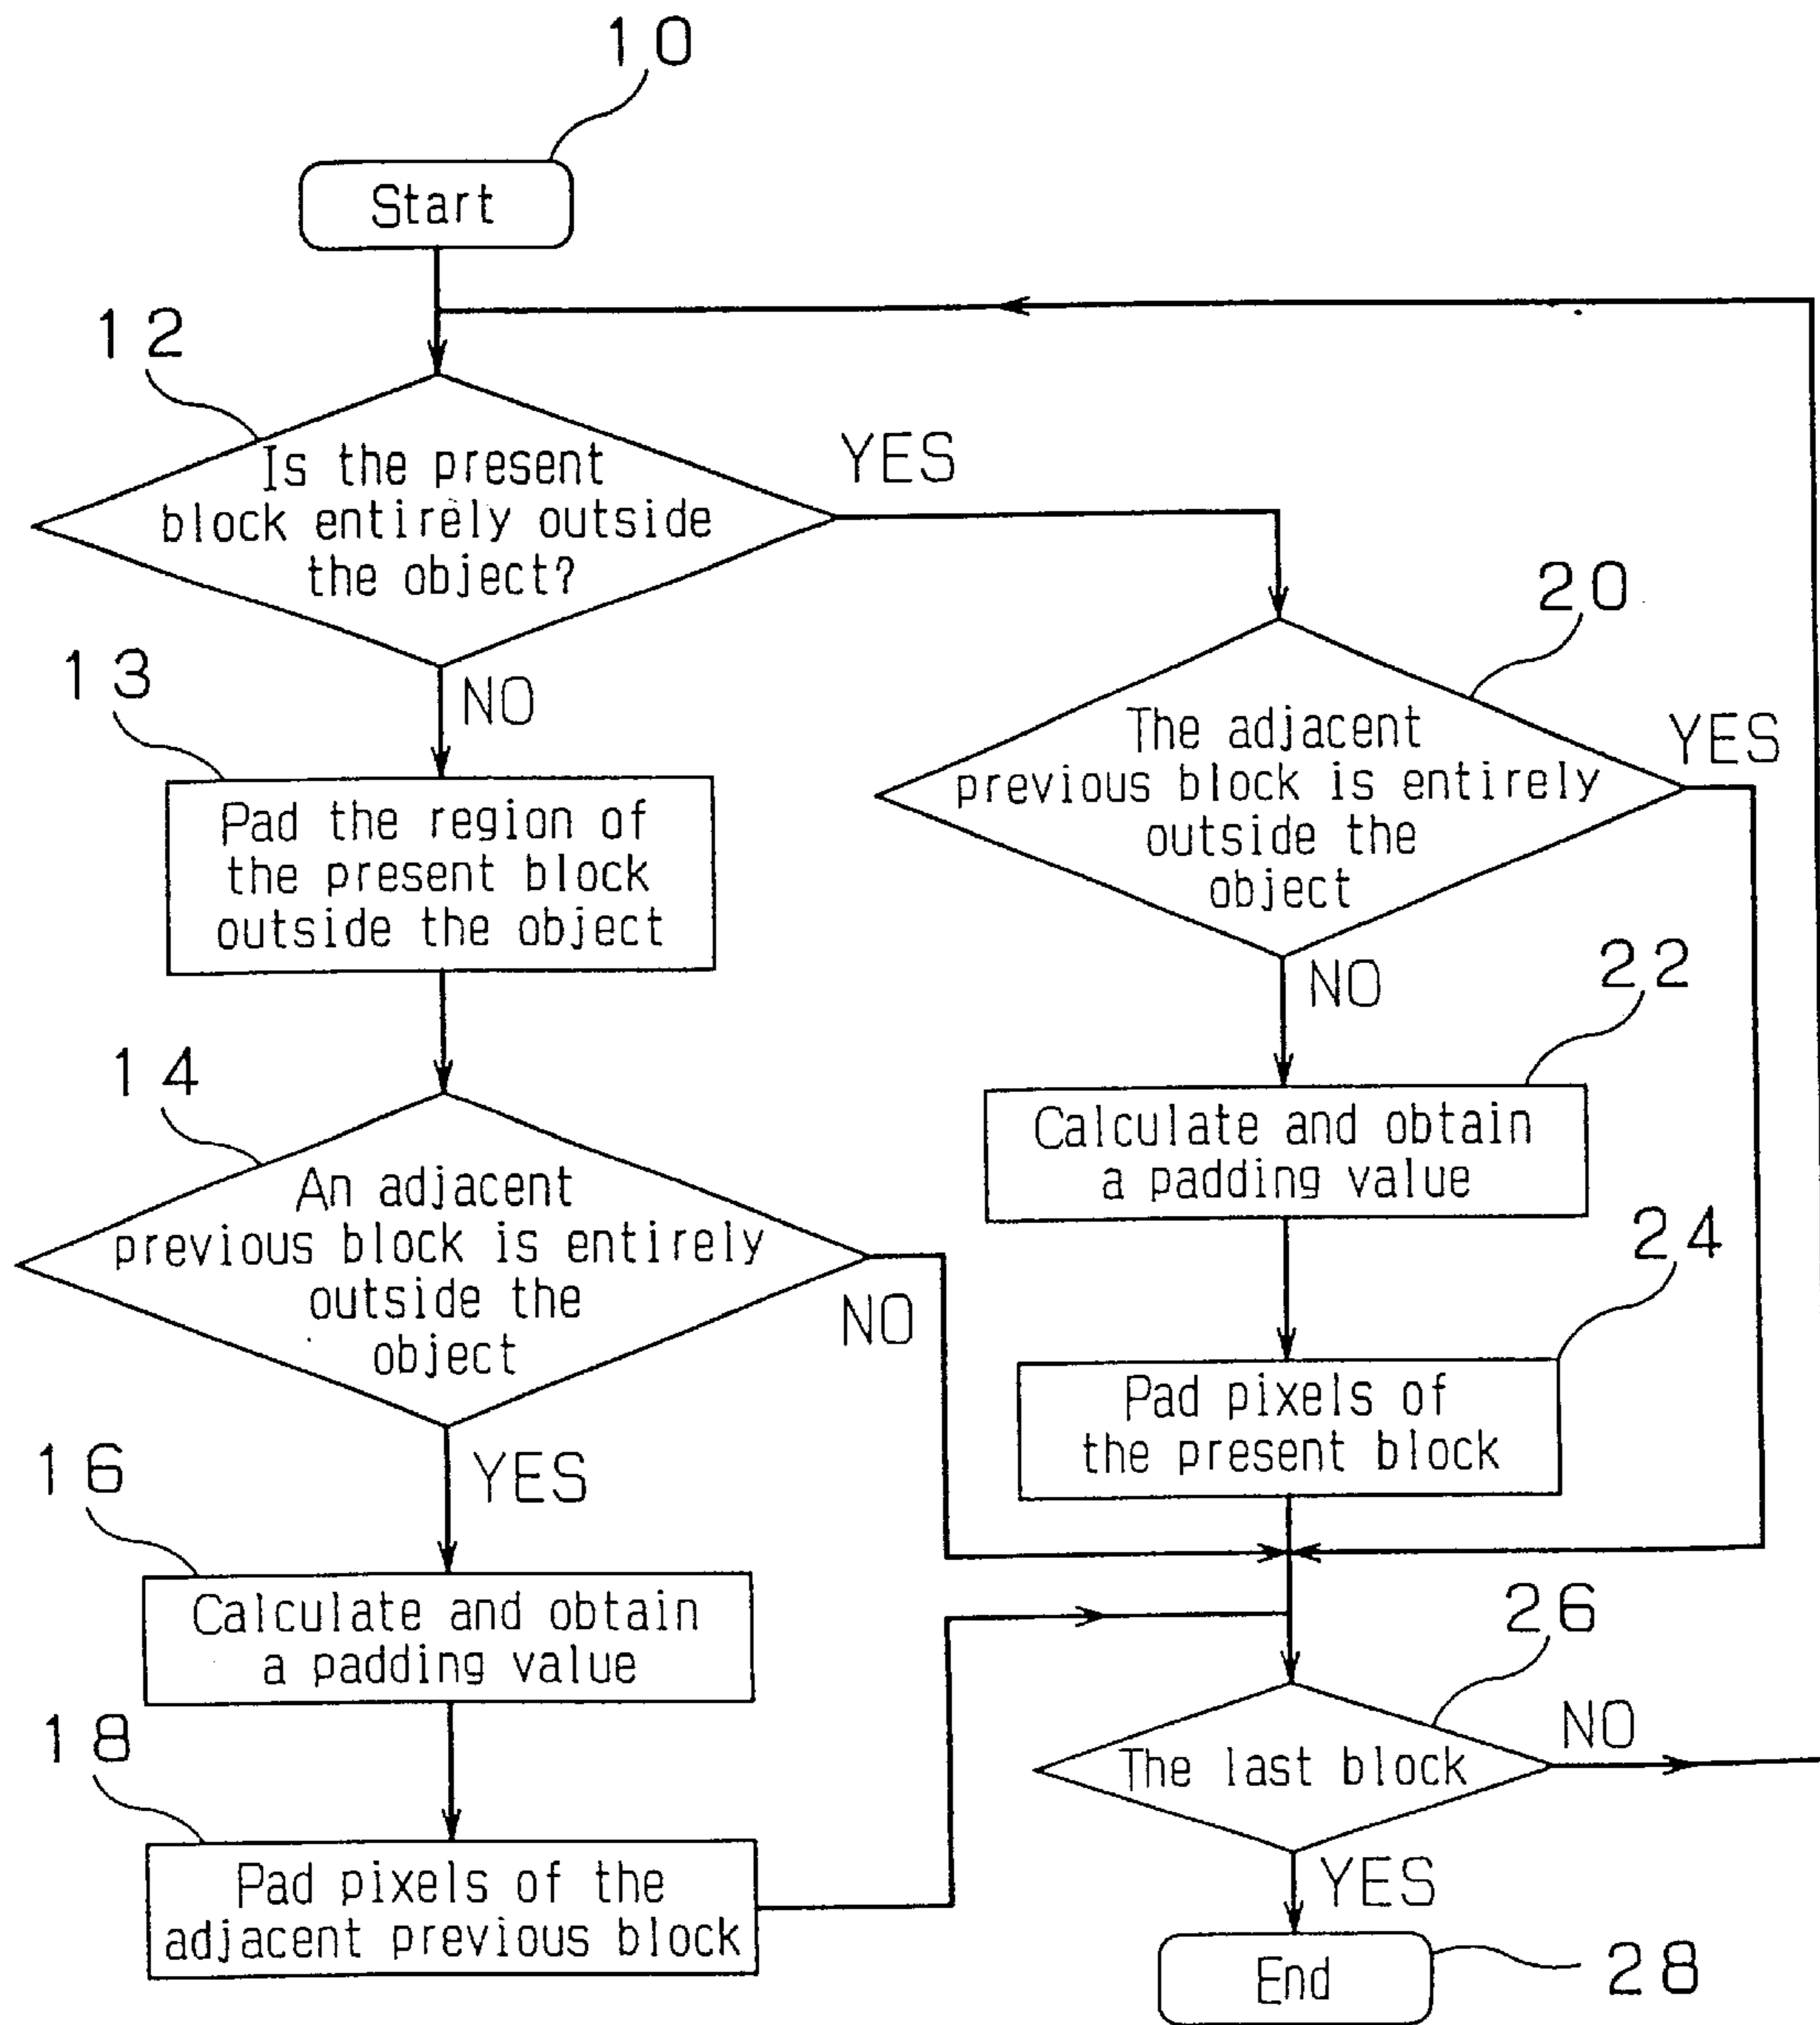 10
Start
12
Is the present
block entirely outside
the object?
YES
NO
13
Pad the region of
the present block
outside the object
14
An adjacent
previous block is entirely
outside the
object
NO
YES
16
Calculate and obtain
a padding value
18
Pad pixels of the
adjacent previous block
20
The adjacent
previous block is entirely
outside the
object
YES
NO
22
Calculate and obtain
a padding value
24
Pad pixels of
the present block
26
The last block
NO
YES
End
28